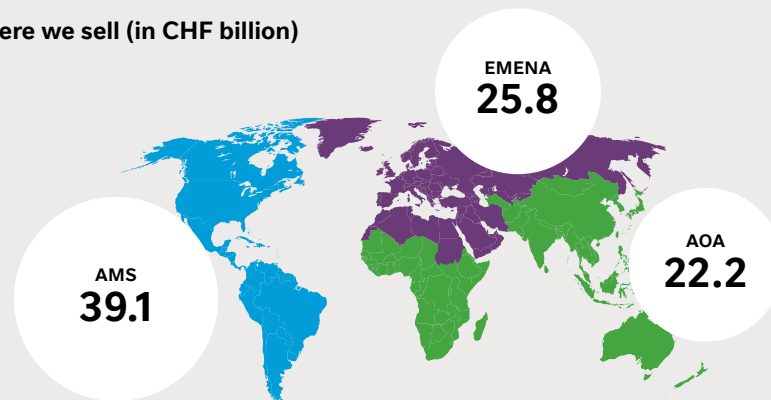 ere we sell (in CHF billion)
EMENA
25.8
AOA
22.2
AMS
39.1